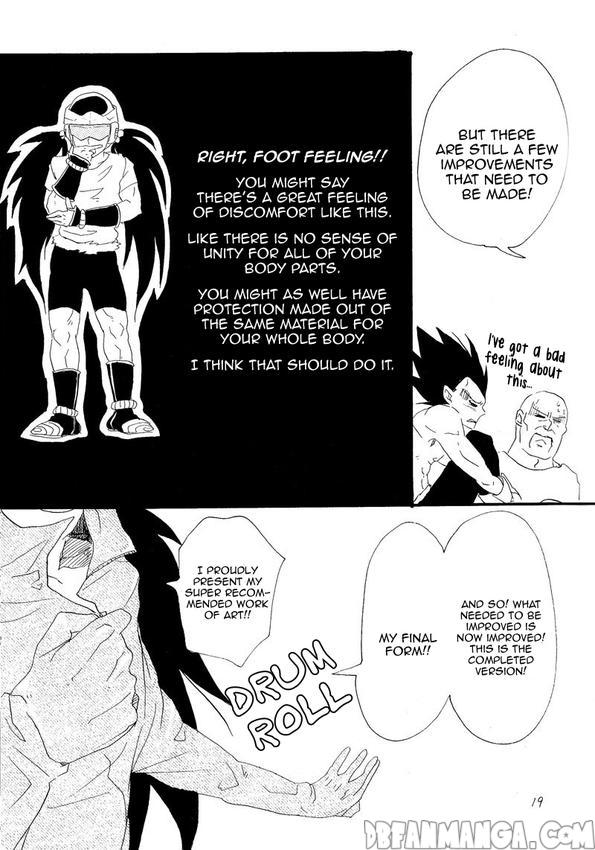 BUT THERE
ARE STILL A FEW
IMPROVEMENTS
THAT NEED TO
BE MADE!
RIGHT, FOOT FEELING!!
YOU MIGHT SAY
THERE'S A GREAT FEELING
OF DISCOMFORT LIKE THIS.
LIKE THERE IS NO SENSE OF
UNITY FOR ALL OF YOUR
BODY PARTS.
YOU MIGHT AS WELL HAVE
PROTECTION MADE OUT OF
THE SAME MATERIAL FOR
YOUR WHOLE BODY.
I THINK THAT SHOULD DO IT.
I've got a bad
feeling about
this...
AND SO! WHAT
NEEDED TO BE
IMPROVED IS
NOW IMPROVED!
THIS IS THE
COMPLETED
VERSION!
MY FINAL
FORM!!
I PROUDLY
PRESENT MY
SUPER RECOM-
MENDED WORK
OF ART!!
DRUM
ROLL
19
DBFANMANGA.COM